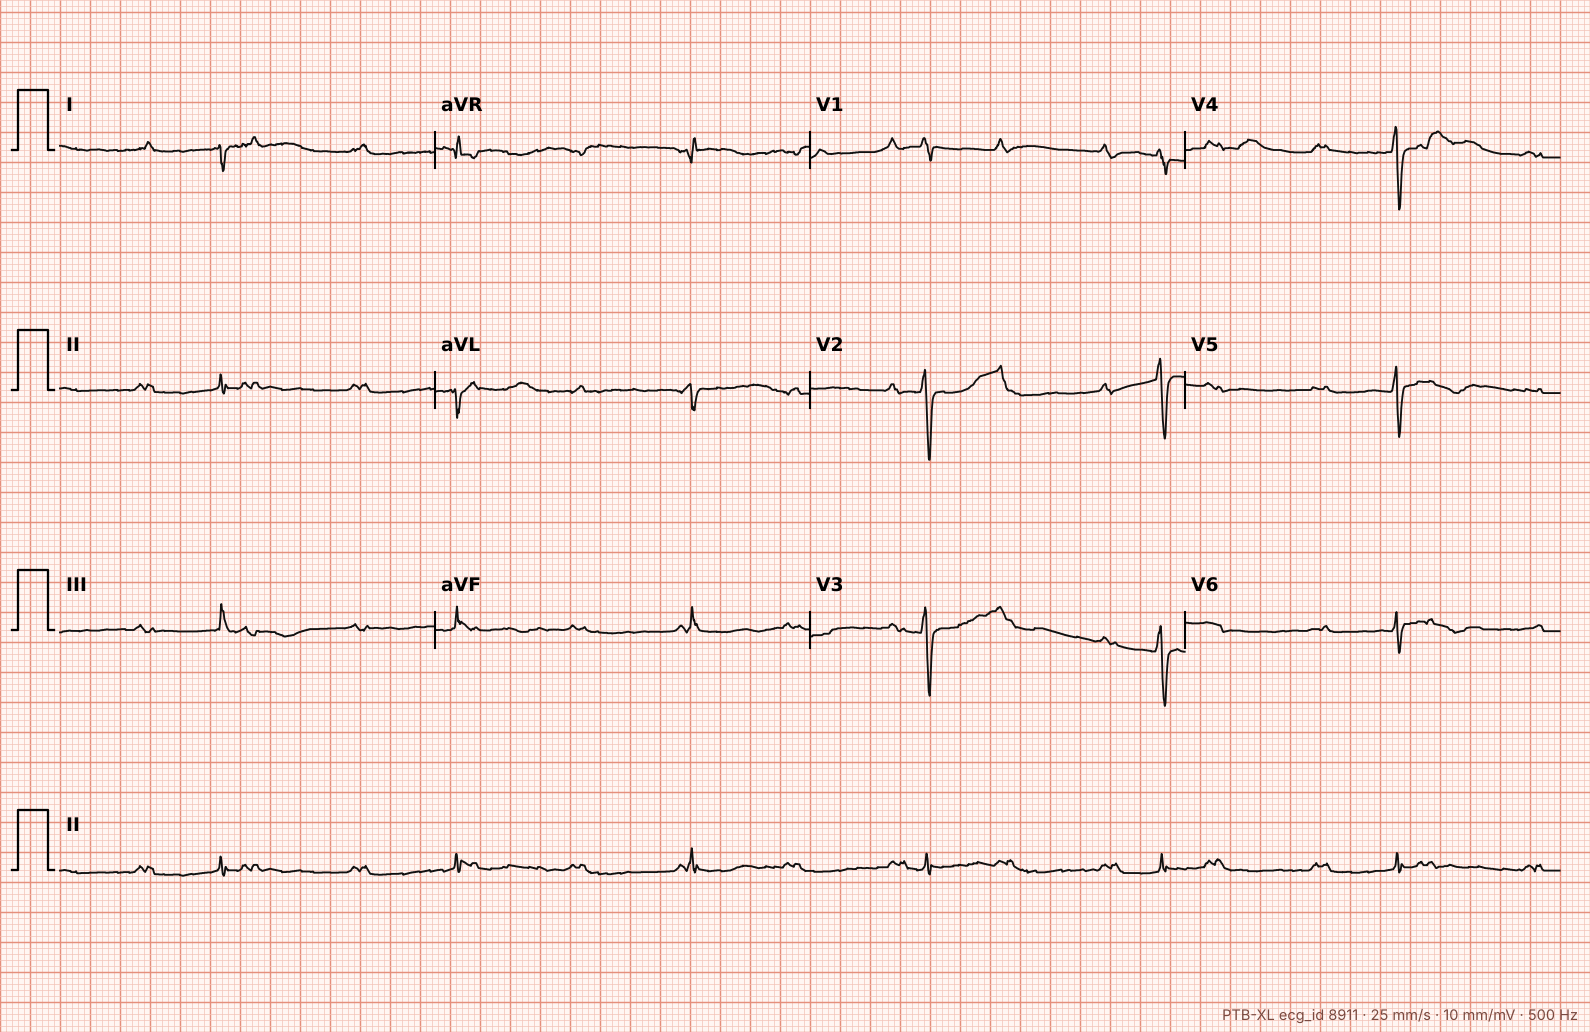 I aVR V1 V4
II aVL V2 V5
III aVF V3 V6
II
PTB-XL ecg_id 8911 · 25 mm/s · 10 mm/mV · 500 Hz